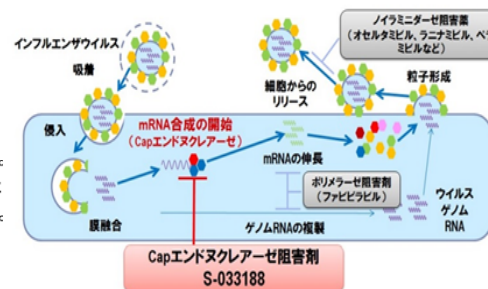 インフルエンザウイルス
吸着
侵入
膜融合
mRNA合成の開始
(Capエンドヌクレアーゼ)
mRNAの伸長
ゲノムRNAの複製
細胞からの
リリース
粒子形成
ノイラミニダーゼ阻害薬
(オセルタミビル、ラニナミビル、ペラ
ミビルなど)
ポリメラーゼ阻害剤
(ファビピラビル)
ウイルス
ゲノム
RNA
Capエンドヌクレアーゼ阻害剤
S-033188